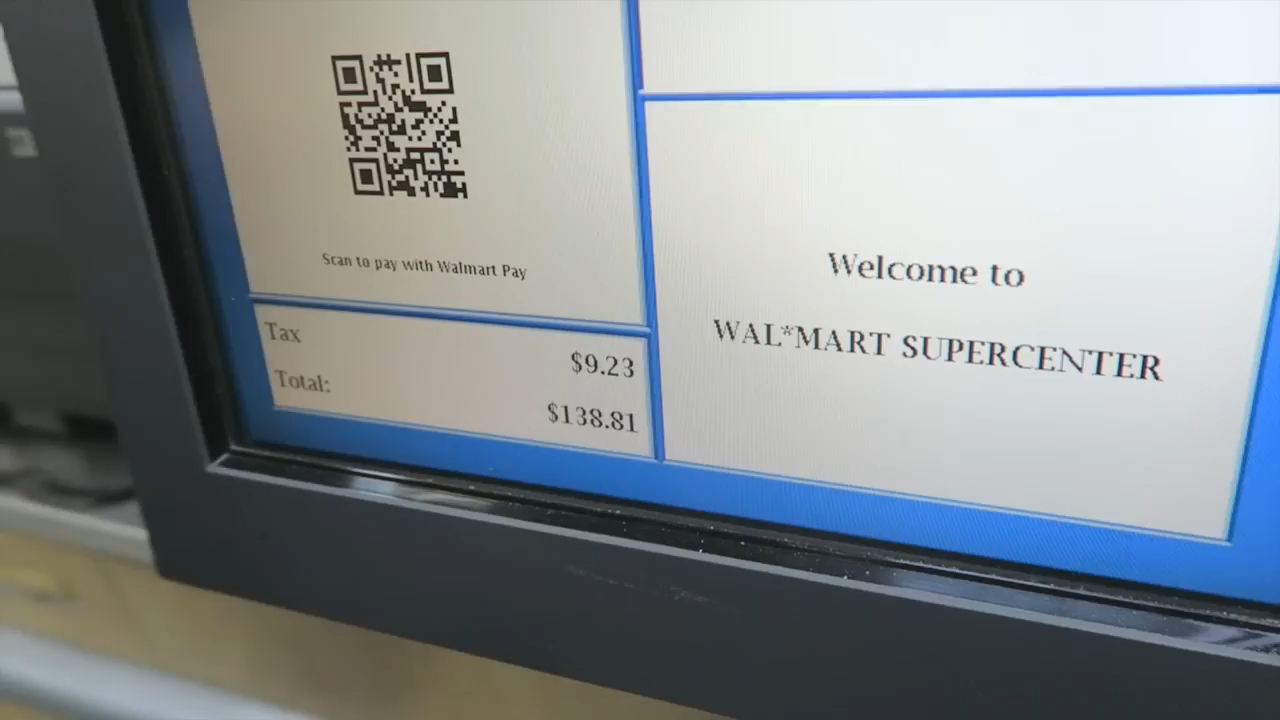 Scan to pay with Walmart Pay
Tax
$9.23
Total:
$138.81
Welcome to
WAL*MART SUPERCENTER